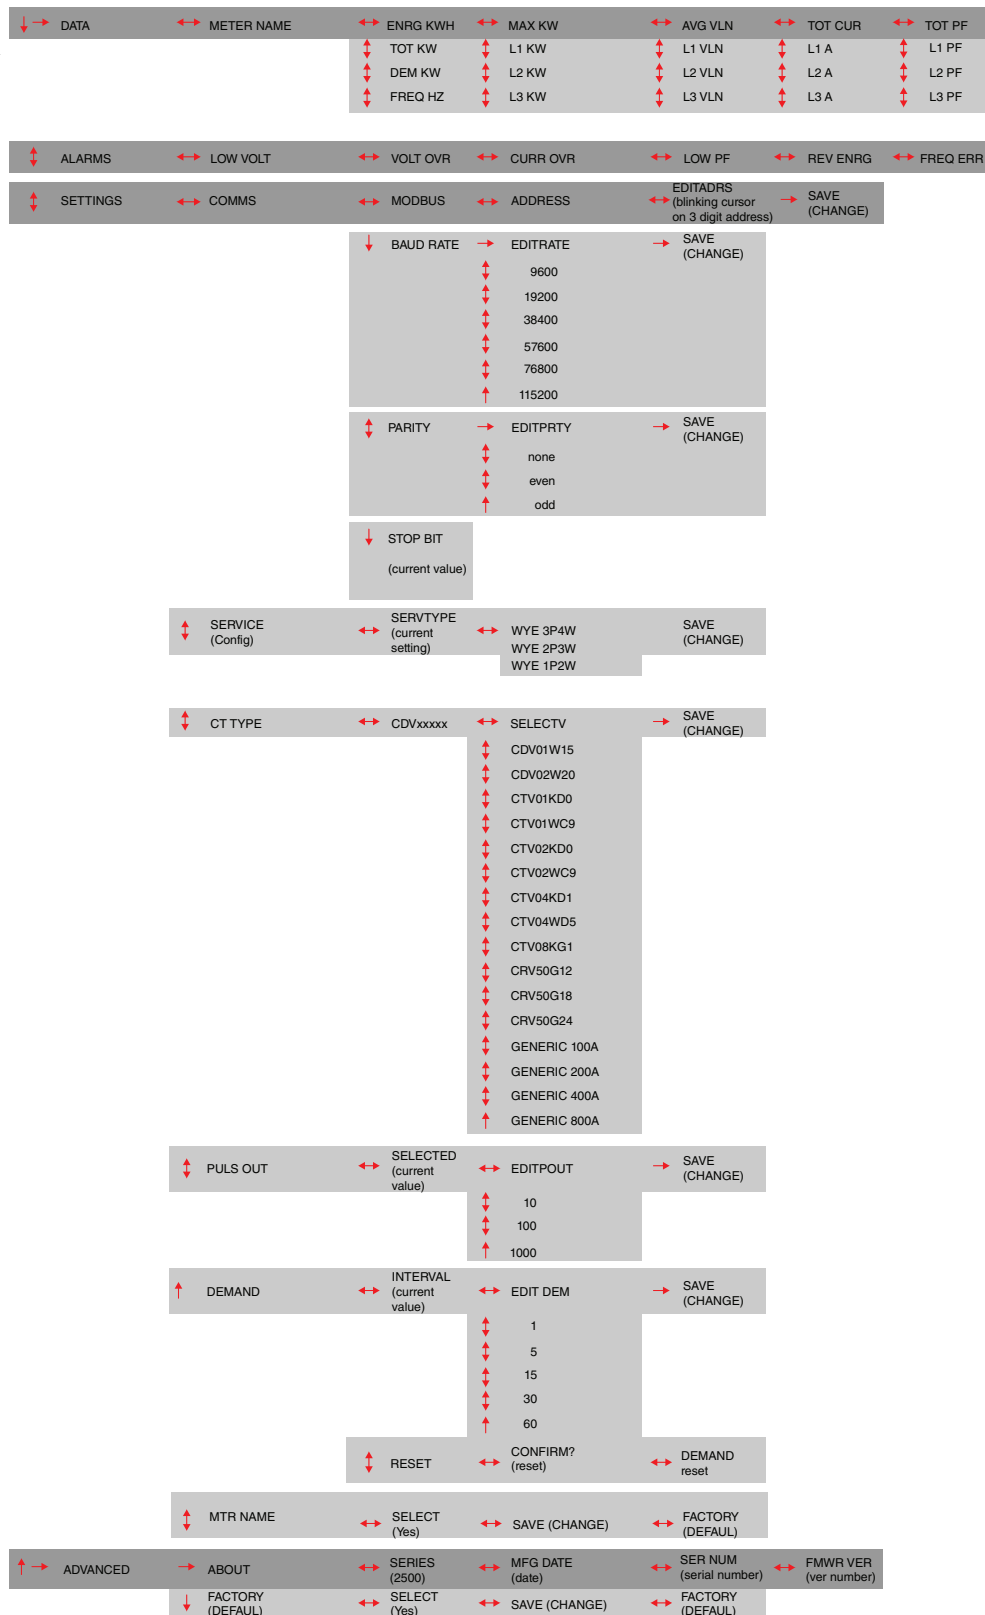 DATA METER NAME ENRG KWH MAX KW AVG VLN TOT CUR TOT PF
TOT KW L1 KW L1 VLN L1 A L1 PF
DEM KW L2 KW L2 VLN L2 A L2 PF
FREQ HZ L3 KW L3 VLN L3 A L3 PF
ALARMS LOW VOLT VOLT OVR CURR OVR LOW PF REV ENRG FREQ ERR
SETTINGS COMMS MODBUS ADDRESS
EDITADRS
(blinking cursor
on 3 digit address)
SAVE
(CHANGE)
BAUD RATE EDITRATE
SAVE
(CHANGE)
9600
19200
38400
57600
76800
115200
PARITY EDITPRTY
SAVE
(CHANGE)
none
even
odd
STOP BIT
(current value)
SERVICE
(Config)
SERVTYPE
(current
setting)
WYE 3P4W
WYE 2P3W
WYE 1P2W
SAVE
(CHANGE)
CT TYPE CDVxxxxx SELECTV
SAVE
(CHANGE)
CDV01W15
CDV02W20
CTV01KD0
CTV01WC9
CTV02KD0
CTV02WC9
CTV04KD1
CTV04WD5
CTV08KG1
CRV50G12
CRV50G18
CRV50G24
GENERIC 100A
GENERIC 200A
GENERIC 400A
GENERIC 800A
PULS OUT
SELECTED
(current
value)
EDITPOUT
SAVE
(CHANGE)
10
100
1000
DEMAND
INTERVAL
(current
value)
EDIT DEM
SAVE
(CHANGE)
1
5
15
30
60
RESET
CONFIRM?
(reset)
DEMAND
reset
MTR NAME
SELECT
(Yes)
SAVE (CHANGE)
FACTORY
(DEFAUL)
ADVANCED ABOUT
SERIES
(2500)
MFG DATE
(date)
SER NUM
(serial number)
FMWR VER
(ver number)
FACTORY
(DEFAUL)
SELECT
(Yes)
SAVE (CHANGE)
FACTORY
(DEFAUL)